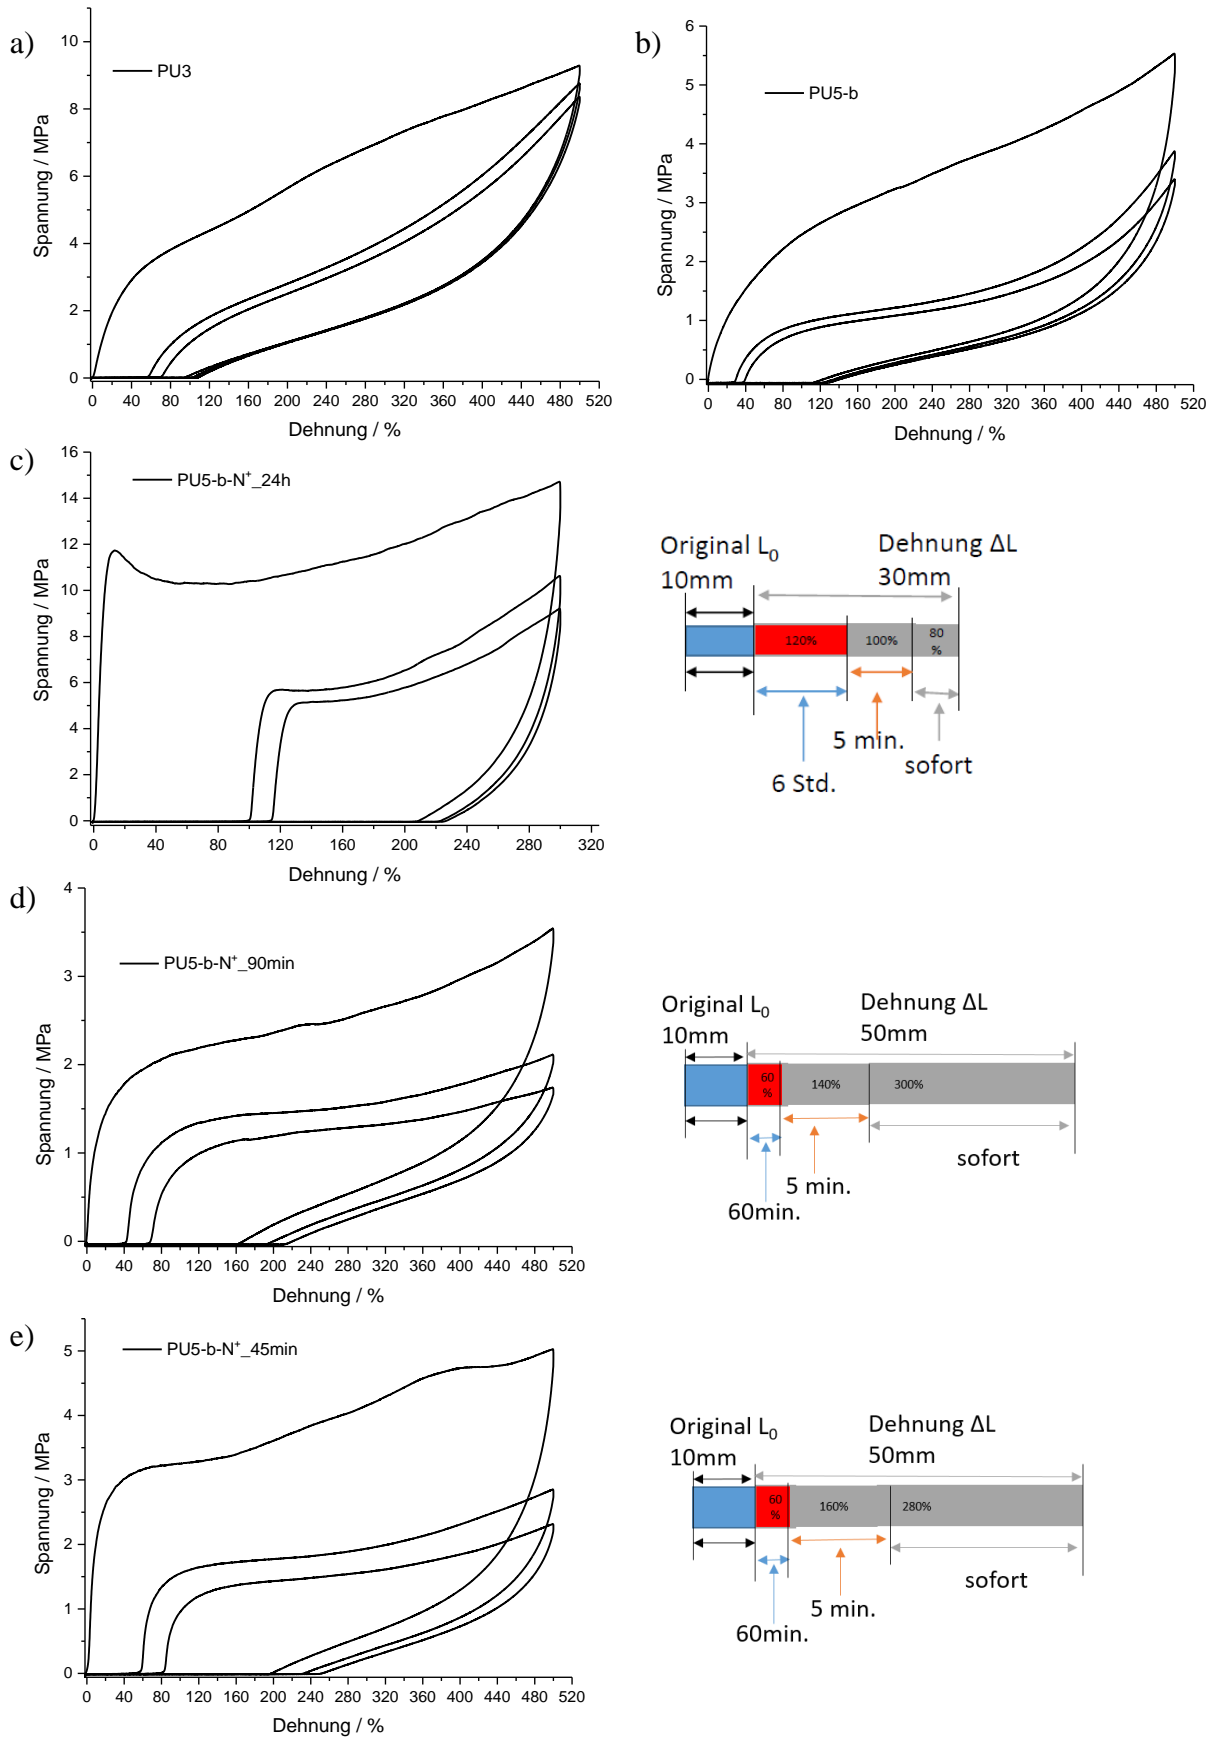 a)
PU3
Spannung / MPa
10
8
6
4
2
0
0 40 80 120 160 200 240 280 320 360 400 440 480 520
Dehnung / %
b)
PU5-b
Spannung / MPa
6
5
4
3
2
1
0
0 40 80 120 160 200 240 280 320 360 400 440 480 520
Dehnung / %
c)
PU5-b-N⁺_24h
Spannung / MPa
16
14
12
10
8
6
4
2
0
0 40 80 120 160 200 240 280 320
Dehnung / %
Original L₀
10mm
Dehnung ΔL
30mm
120%
100%
80
%
5 min.
sofort
6 Std.
d)
PU5-b-N⁺_90min
Spannung / MPa
4
3
2
1
0
0 40 80 120 160 200 240 280 320 360 400 440 480 520
Dehnung / %
Original L₀
10mm
Dehnung ΔL
50mm
60
%
140%
300%
sofort
5 min.
60min.
e)
PU5-b-N⁺_45min
Spannung / MPa
5
4
3
2
1
0
0 40 80 120 160 200 240 280 320 360 400 440 480 520
Dehnung / %
Original L₀
10mm
Dehnung ΔL
50mm
60
%
160%
280%
sofort
5 min.
60min.